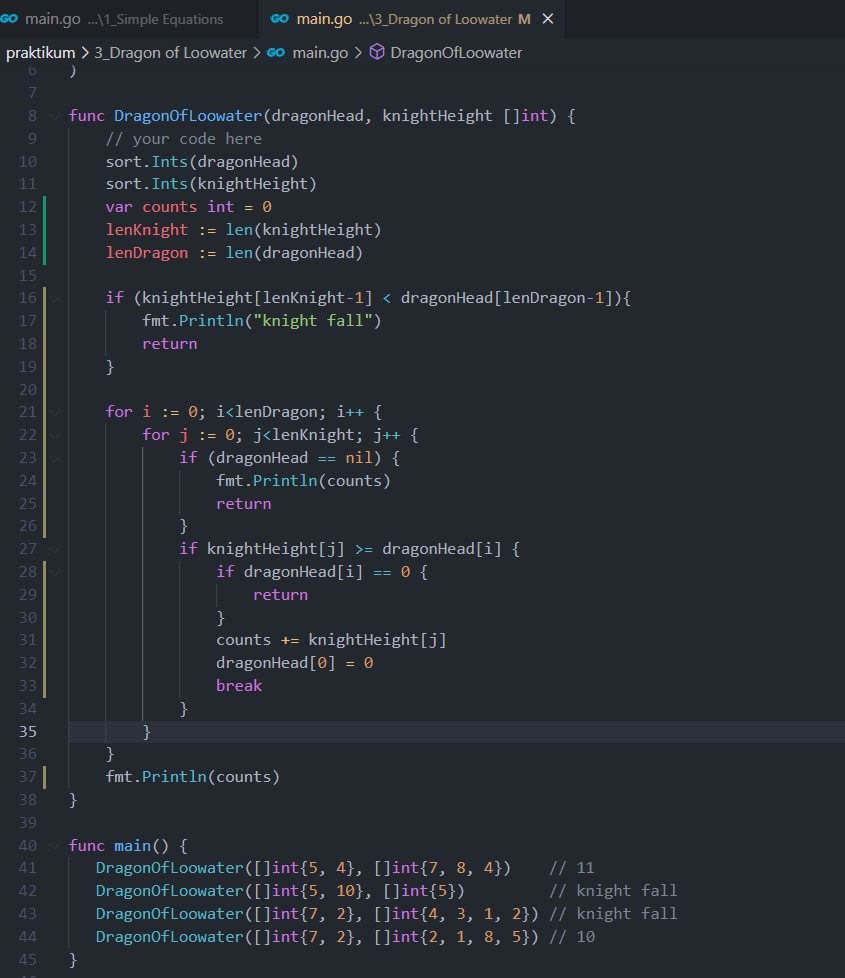 GO main.go ...\1_Simple Equations
GO main.go ...\3_Dragon of Loowater M ×
praktikum > 3_Dragon of Loowater > GO main.go > DragonOfLoowater
6 )
7
8 func DragonOfLoowater(dragonHead, knightHeight []int) {
9 // your code here
10 sort.Ints(dragonHead)
11 sort.Ints(knightHeight)
12 var counts int = 0
13 lenKnight := len(knightHeight)
14 lenDragon := len(dragonHead)
15
16 if (knightHeight[lenKnight-1] < dragonHead[lenDragon-1]){
17 fmt.Println("knight fall")
18 return
19 }
20
21 for i := 0; i<lenDragon; i++ {
22 for j := 0; j<lenKnight; j++ {
23 if (dragonHead == nil) {
24 fmt.Println(counts)
25 return
26 }
27 if knightHeight[j] >= dragonHead[i] {
28 if dragonHead[i] == 0 {
29 return
30 }
31 counts += knightHeight[j]
32 dragonHead[0] = 0
33 break
34 }
35 }
36 }
37 fmt.Println(counts)
38 }
39
40 func main() {
41 DragonOfLoowater([]int{5, 4}, []int{7, 8, 4}) // 11
42 DragonOfLoowater([]int{5, 10}, []int{5}) // knight fall
43 DragonOfLoowater([]int{7, 2}, []int{4, 3, 1, 2}) // knight fall
44 DragonOfLoowater([]int{7, 2}, []int{2, 1, 8, 5}) // 10
45 }